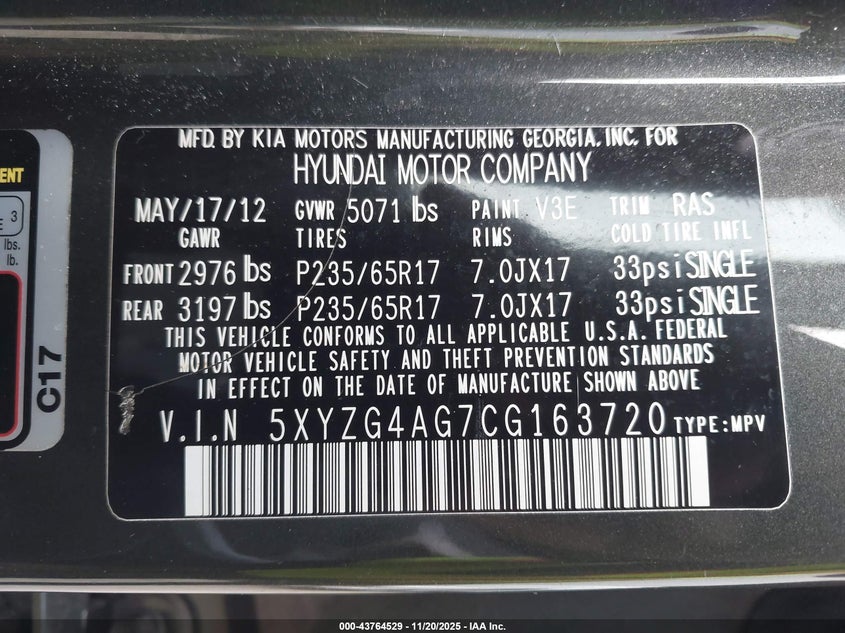 MFD. BY KIA MOTORS MANUFACTURING GEORGIA, INC. FOR
HYUNDAI MOTOR COMPANY
MAY/17/12 GVWR 5071 lbs PAINT V3E TRIM RAS
GAWR TIRES RIMS COLD TIRE INFL
FRONT 2976 lbs P235/65R17 7.0JX17 33psi SINGLE
REAR 3197 lbs P235/65R17 7.0JX17 33psi SINGLE
THIS VEHICLE CONFORMS TO ALL APPLICABLE U.S.A. FEDERAL
MOTOR VEHICLE SAFETY AND THEFT PREVENTION STANDARDS
IN EFFECT ON THE DATE OF MANUFACTURE SHOWN ABOVE
V.I.N 5XYZG4AG7CG163720 TYPE:MPV
ENT
3
lbs.
lb.
C17
000-43764529 - 11/20/2025 - IAA Inc.